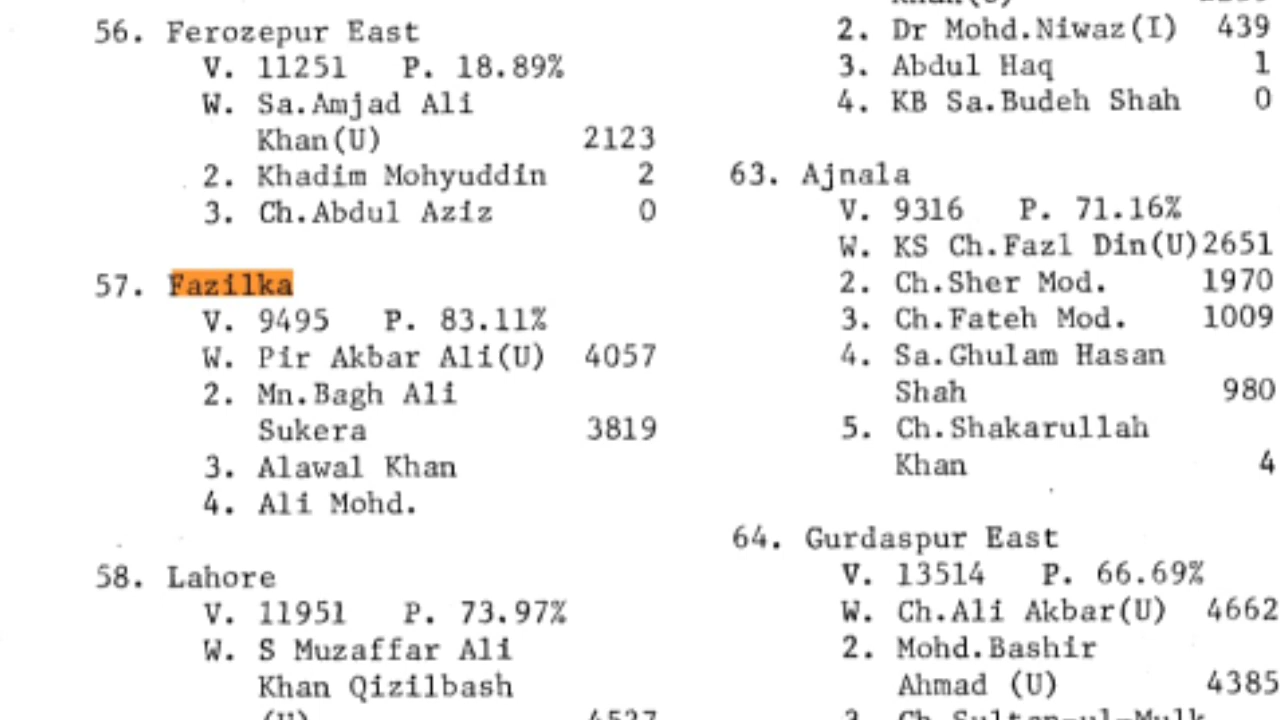 56. Ferozepur East
V. 11251 P. 18.89%
W. Sa.Amjad Ali
Khan(U) 2123
2. Khadim Mohyuddin 2
3. Ch.Abdul Aziz 0
57. Fazilka
V. 9495 P. 83.11%
W. Pir Akbar Ali(U) 4057
2. Mn.Bagh Ali
Sukera 3819
3. Alawal Khan
4. Ali Mohd.
58. Lahore
V. 11951 P. 73.97%
W. S Muzaffar Ali
Khan Qizilbash
2. Dr Mohd.Niwaz(I) 439
3. Abdul Haq 1
4. KB Sa.Budeh Shah 0
63. Ajnala
V. 9316 P. 71.16%
W. KS Ch.Fazl Din(U)2651
2. Ch.Sher Mod. 1970
3. Ch.Fateh Mod. 1009
4. Sa.Ghulam Hasan
Shah 980
5. Ch.Shakarullah
Khan 4
64. Gurdaspur East
V. 13514 P. 66.69%
W. Ch.Ali Akbar(U) 4662
2. Mohd.Bashir
Ahmad (U) 4385
3. Ch Sultan-ul-Mulk